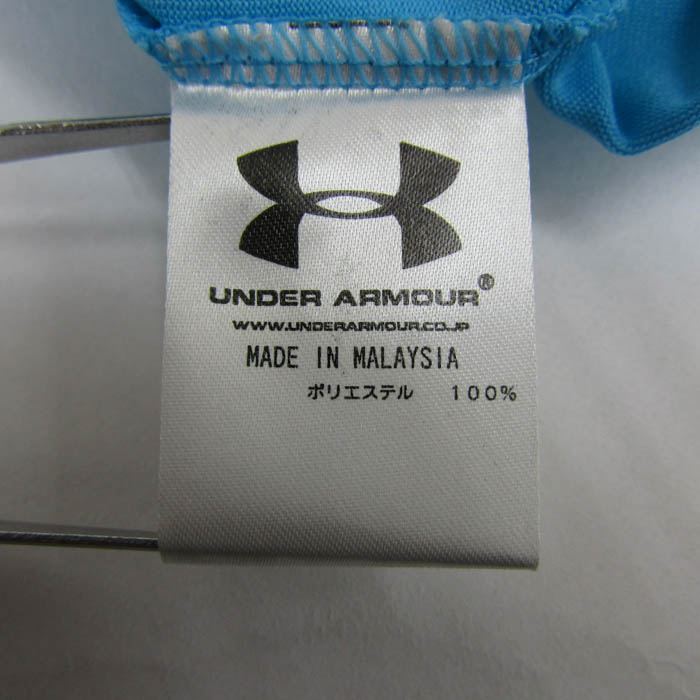 UNDER ARMOUR®
WWW.UNDERARMOUR.CO.JP
MADE IN MALAYSIA
ポリエステル 100%